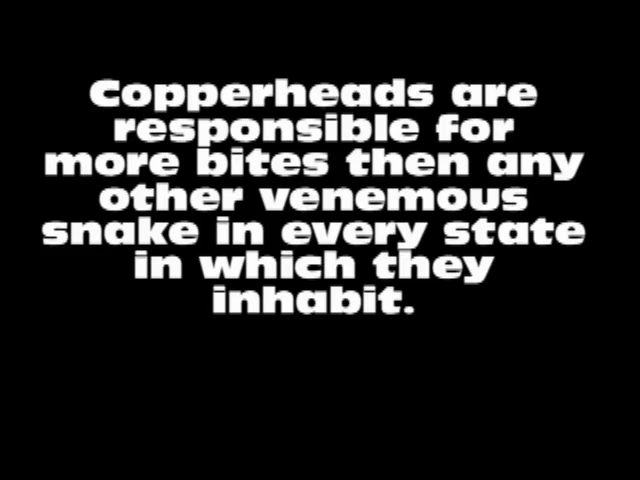 Copperheads are
responsible for
more bites then any
other venemous
snake in every state
in which they
inhabit.